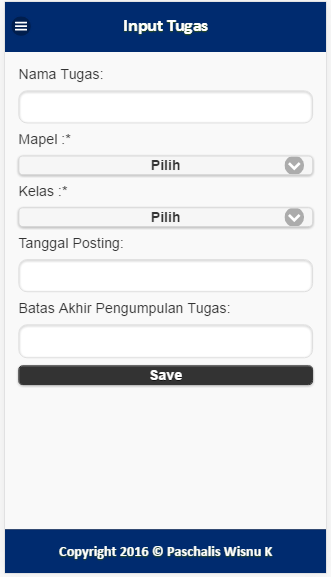 Input Tugas
Nama Tugas:
Mapel :*
Pilih
Kelas :*
Pilih
Tanggal Posting:
Batas Akhir Pengumpulan Tugas:
Save
Copyright 2016 © Paschalis Wisnu K